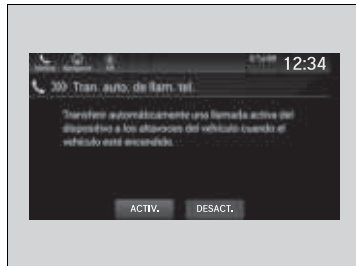 12:34
Tran. auto. de llam. tel.
Transfiere automáticamente una llamada activa del
dispositivo a los altavoces del vehículo cuando el
vehículo esté encendido.
ACTIV. DESACT.